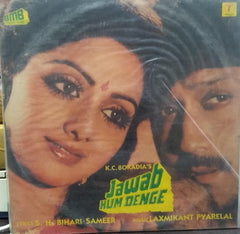 K.C. BOKADIA'S
Jawab
HUM DENGE
S. H. BIHARI-SAMEER
LAXMIKANT PYARELAL